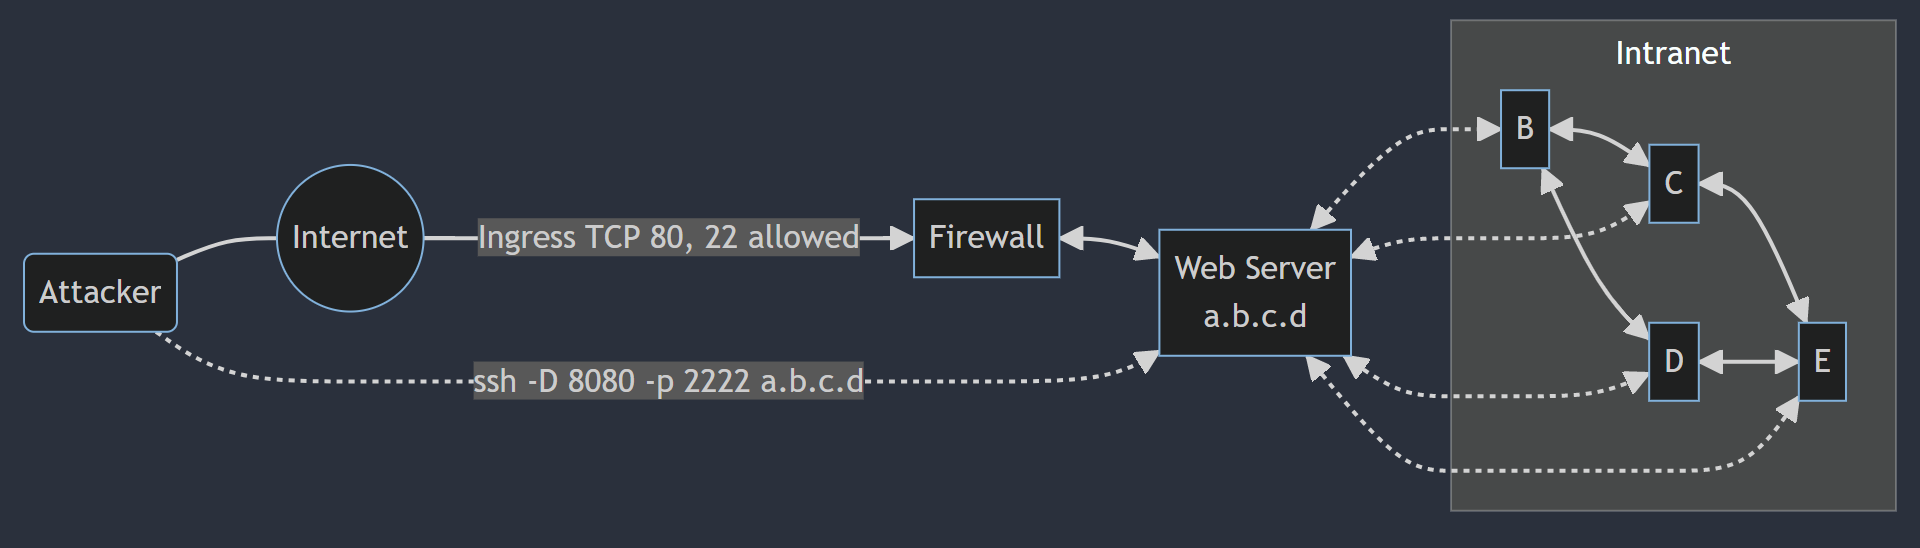 Intranet
B
C
Internet
Ingress TCP 80, 22 allowed
Firewall
Attacker
Web Server
a.b.c.d
ssh -D 8080 -p 2222 a.b.c.d
D
E